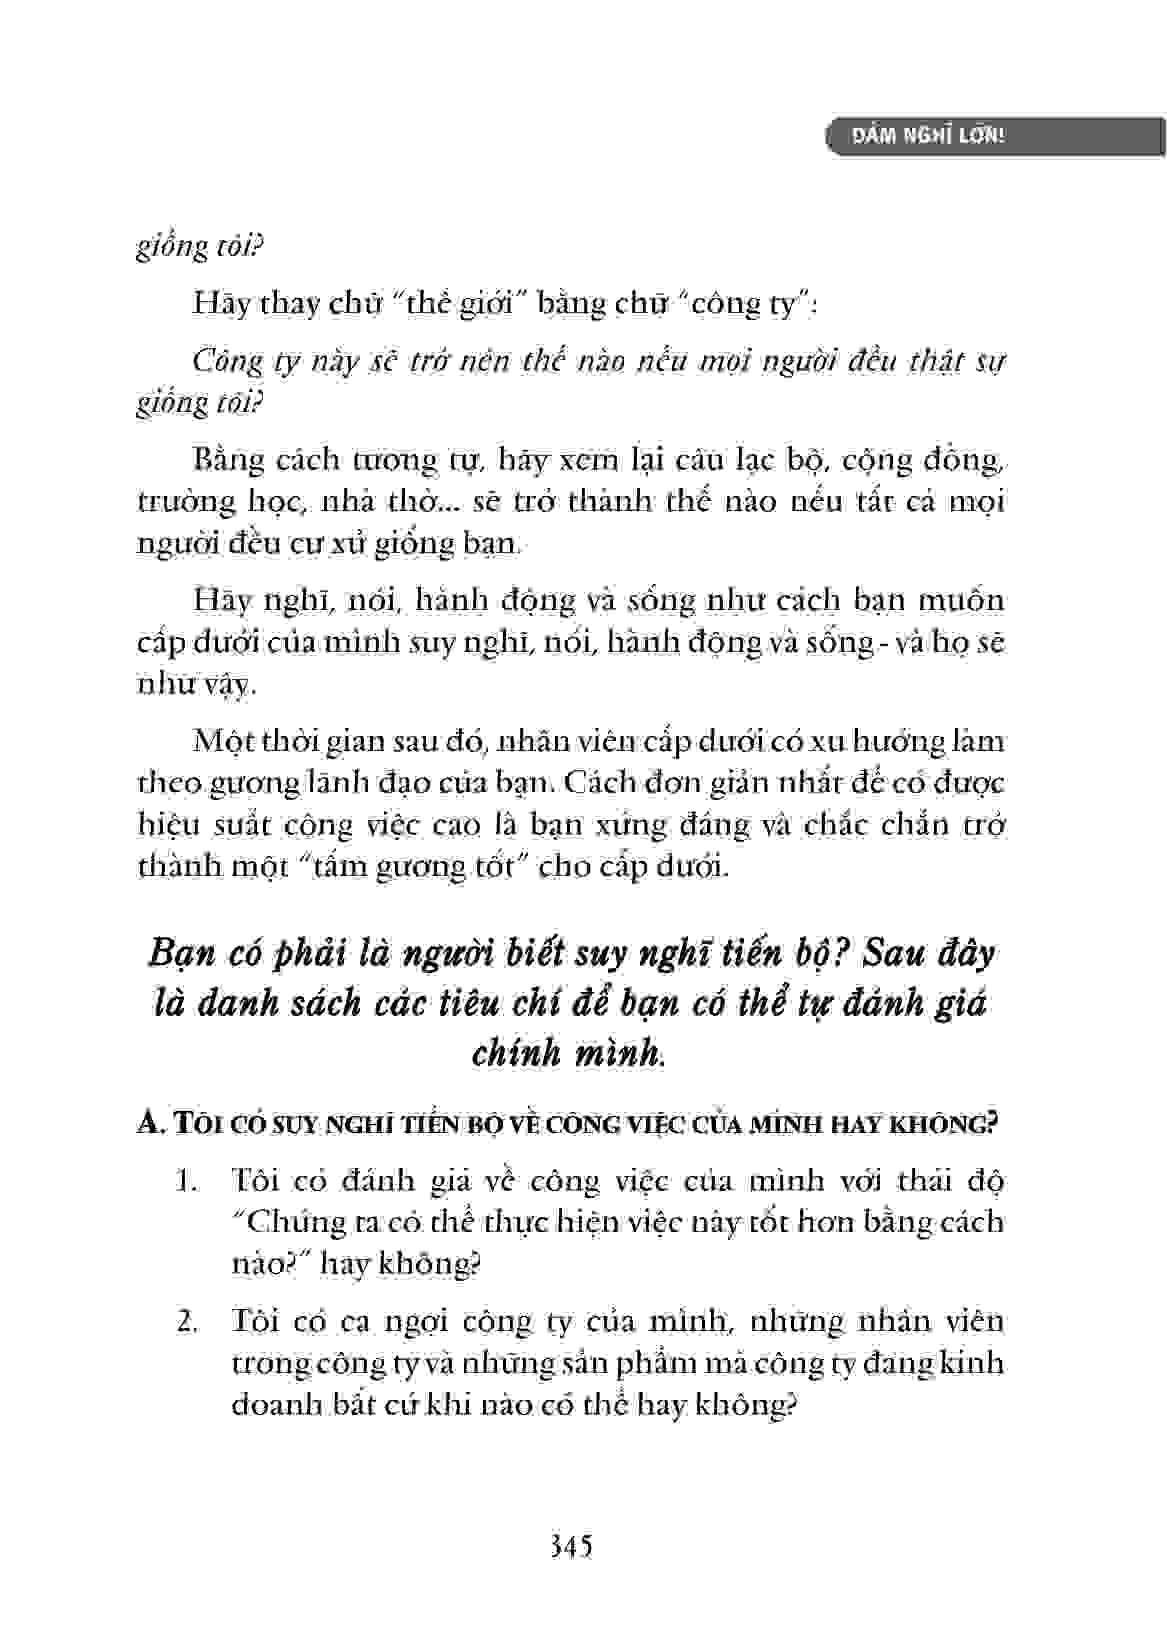 DÁM NGHĨ LỚN!
giống tôi?
Hãy thay chữ “thế giới” bằng chữ “công ty”:
Công ty này sẽ trở nên thế nào nếu mọi người đều thật sự
giống tôi?
Bằng cách tương tự, hãy xem lại câu lạc bộ, cộng đồng,
trường học, nhà thờ... sẽ trở thành thế nào nếu tất cả mọi
người đều cư xử giống bạn.
Hãy nghĩ, nói, hành động và sống như cách bạn muốn
cấp dưới của mình suy nghĩ, nói, hành động và sống - và họ sẽ
như vậy.
Một thời gian sau đó, nhân viên cấp dưới có xu hướng làm
theo gương lãnh đạo của bạn. Cách đơn giản nhất để có được
hiệu suất công việc cao là bạn xứng đáng và chắc chắn trở
thành một “tấm gương tốt” cho cấp dưới.
Bạn có phải là người biết suy nghĩ tiến bộ? Sau đây
là danh sách các tiêu chí để bạn có thể tự đánh giá
chính mình.
A. TÔI CÓ SUY NGHĨ TIẾN BỘ VỀ CÔNG VIỆC CỦA MÌNH HAY KHÔNG?
1. Tôi có đánh giá về công việc của mình với thái độ
“Chúng ta có thể thực hiện việc này tốt hơn bằng cách
nào?” hay không?
2. Tôi có ca ngợi công ty của mình, những nhân viên
trong công ty và những sản phẩm mà công ty đang kinh
doanh bất cứ khi nào có thể hay không?
345